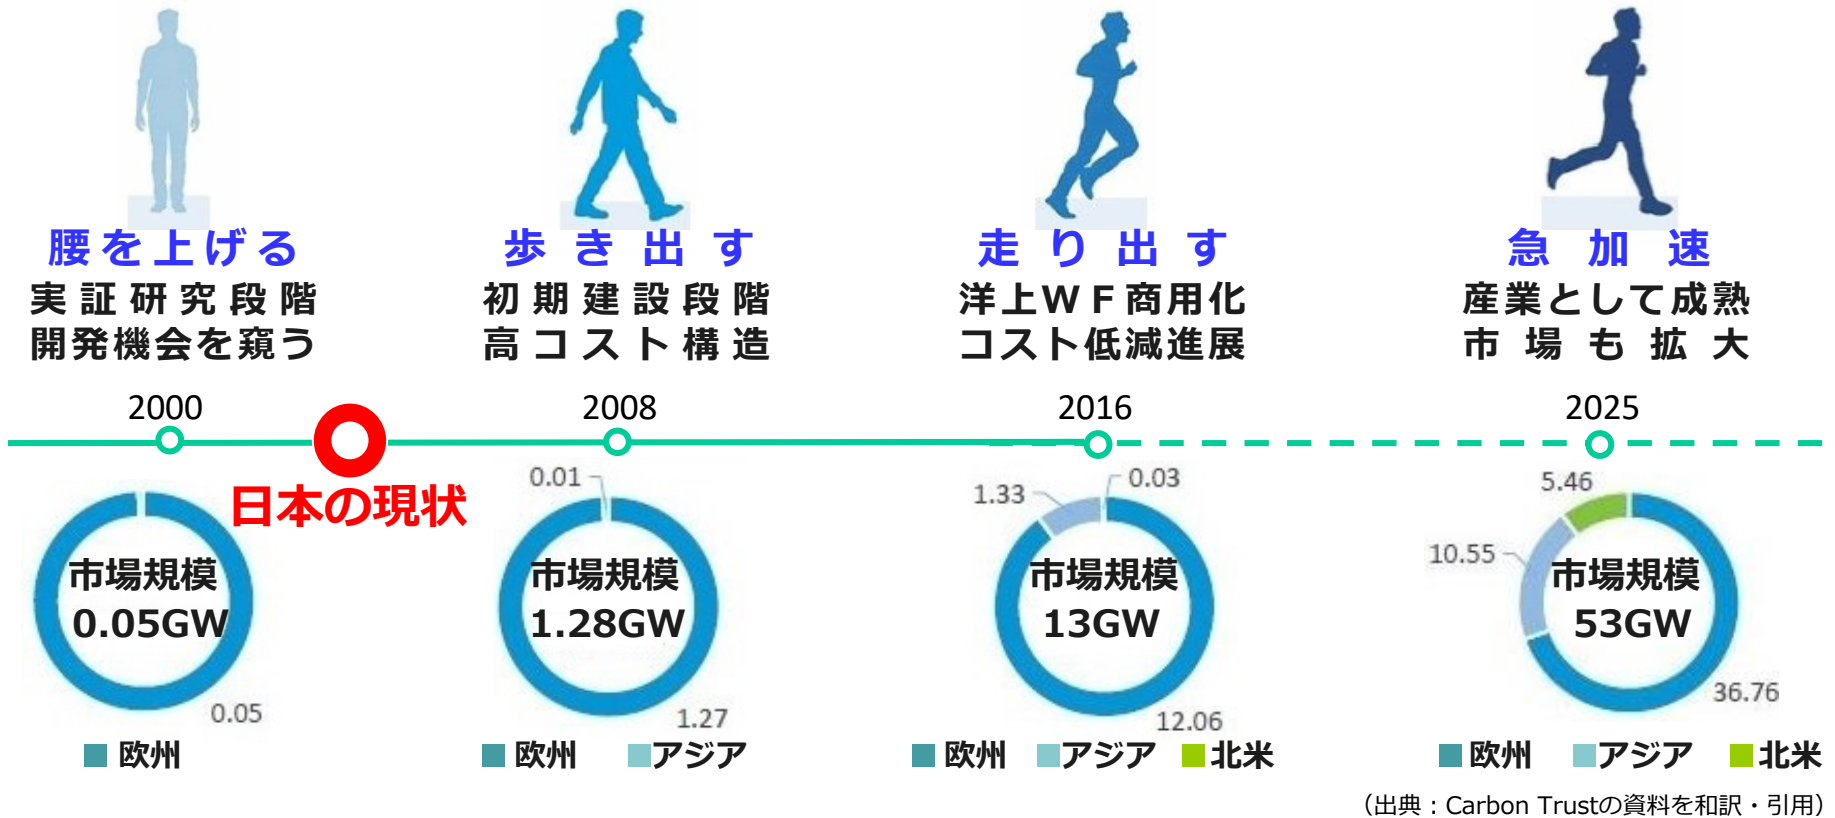 腰を上げる
実証研究段階
開発機会を窺う
歩き出す
初期建設段階
高コスト構造
走り出す
洋上WF商用化
コスト低減進展
急加速
産業として成熟
市場も拡大
2000
2008
2016
2025
日本の現状
市場規模
0.05GW
0.05
欧州
0.01
市場規模
1.28GW
1.27
欧州 アジア
1.33
0.03
市場規模
13GW
12.06
欧州 アジア 北米
5.46
10.55
市場規模
53GW
36.76
欧州 アジア 北米
(出典:Carbon Trustの資料を和訳・引用)